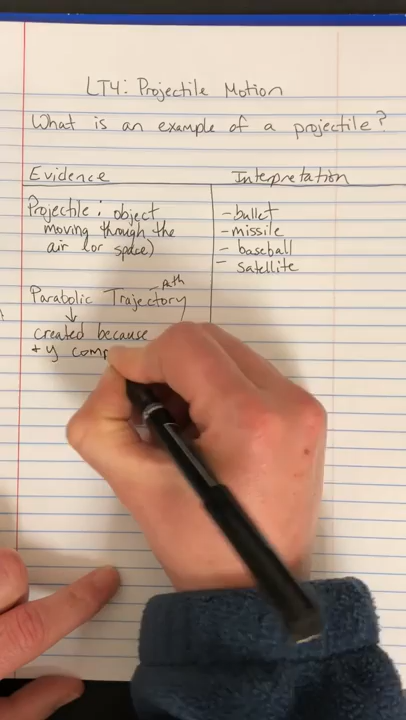 LT4: Projectile Motion
What is an example of a projectile?
Evidence
Interpretation
Projectile: object
moving through the
air (or space)
- bullet
- missile
- baseball
- satellite
- path
Parabolic Trajectory
↓
created because
+ y comp